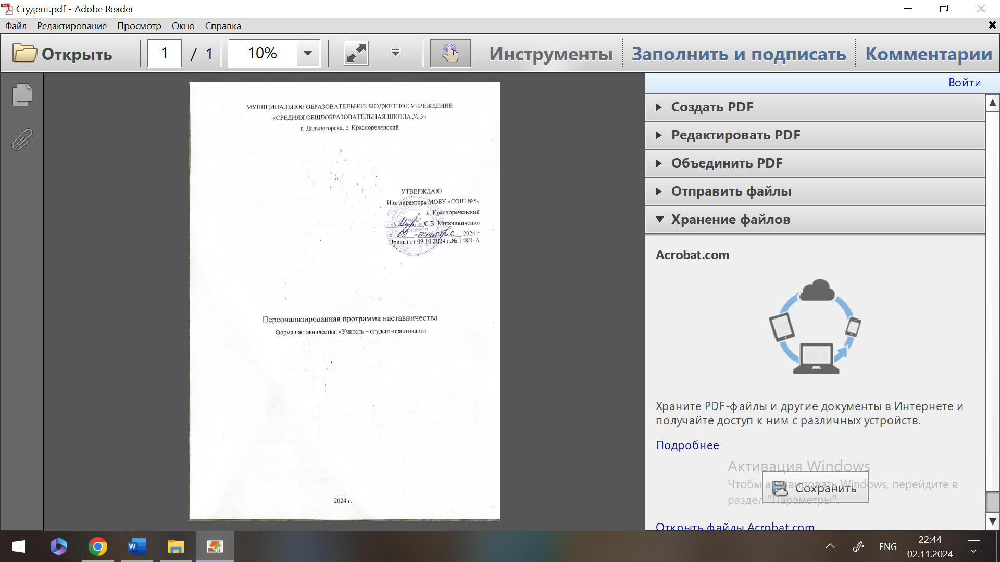 Студент.pdf - Adobe Reader
Файл Редактирование Просмотр Окно Справка
Открыть 1 / 1 10% Инструменты Заполнить и подписать Комментарии
МУНИЦИПАЛЬНОЕ ОБРАЗОВАТЕЛЬНОЕ БЮДЖЕТНОЕ УЧРЕЖДЕНИЕ
«СРЕДНЯЯ ОБЩЕОБРАЗОВАТЕЛЬНАЯ ШКОЛА № 5»
г. Дальнегорска, с. Краснореченский
УТВЕРЖДАЮ
И.о. директора МОБУ «СОШ №5»
с. Краснореченский
С.В. Мирошниченко
« 09 » октября 2024 г
Приказ от 09.10.2024 г.№ 148/1-А
МОБУ
Персонализированная программа наставничества
Форма наставничества: «Учитель – студент-практикант»
2024 г.
Войти
Создать PDF
Редактировать PDF
Объединить PDF
Отправить файлы
Хранение файлов
Acrobat.com
Храните PDF-файлы и другие документы в Интернете и
получайте доступ к ним с различных устройств.
Подробнее
Активация Windows
Чтобы активировать Windows, перейдите в
раздел "Параметры".
Сохранить
Открыть файлы Acrobat.com
ENG
22:44
02.11.2024